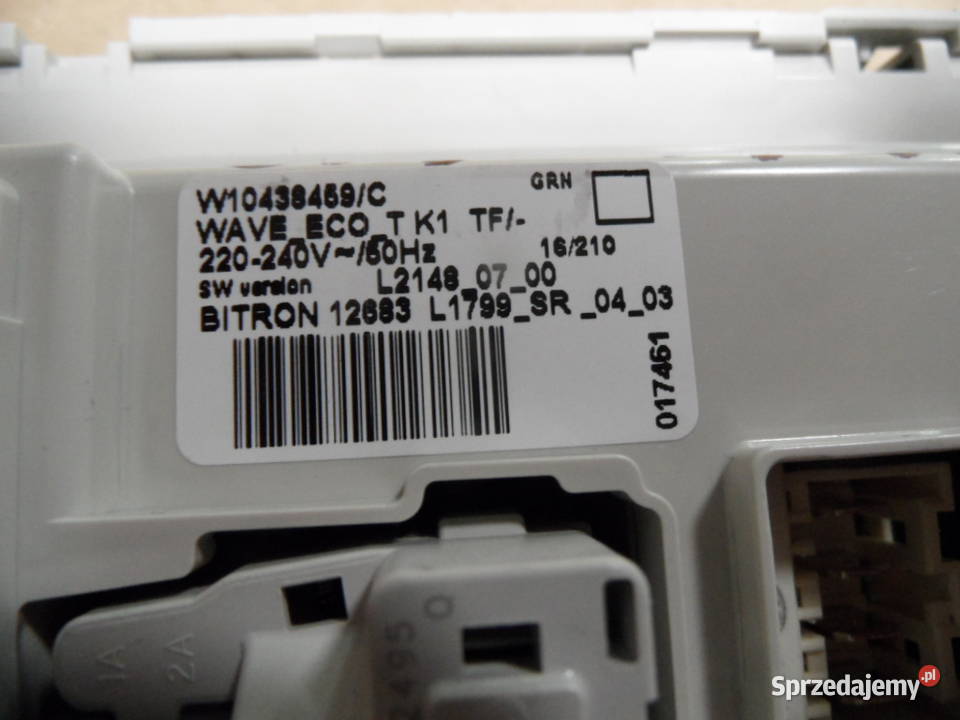 W10438459/C
GRN
WAVE_ECO_T K1 TF/-
220-240V~/50Hz 16/210
SW version L2148_07_00
BITRON 12683 L1799_SR_04_03
017461
1A
2A
O
495
Sprzedajemy.pl